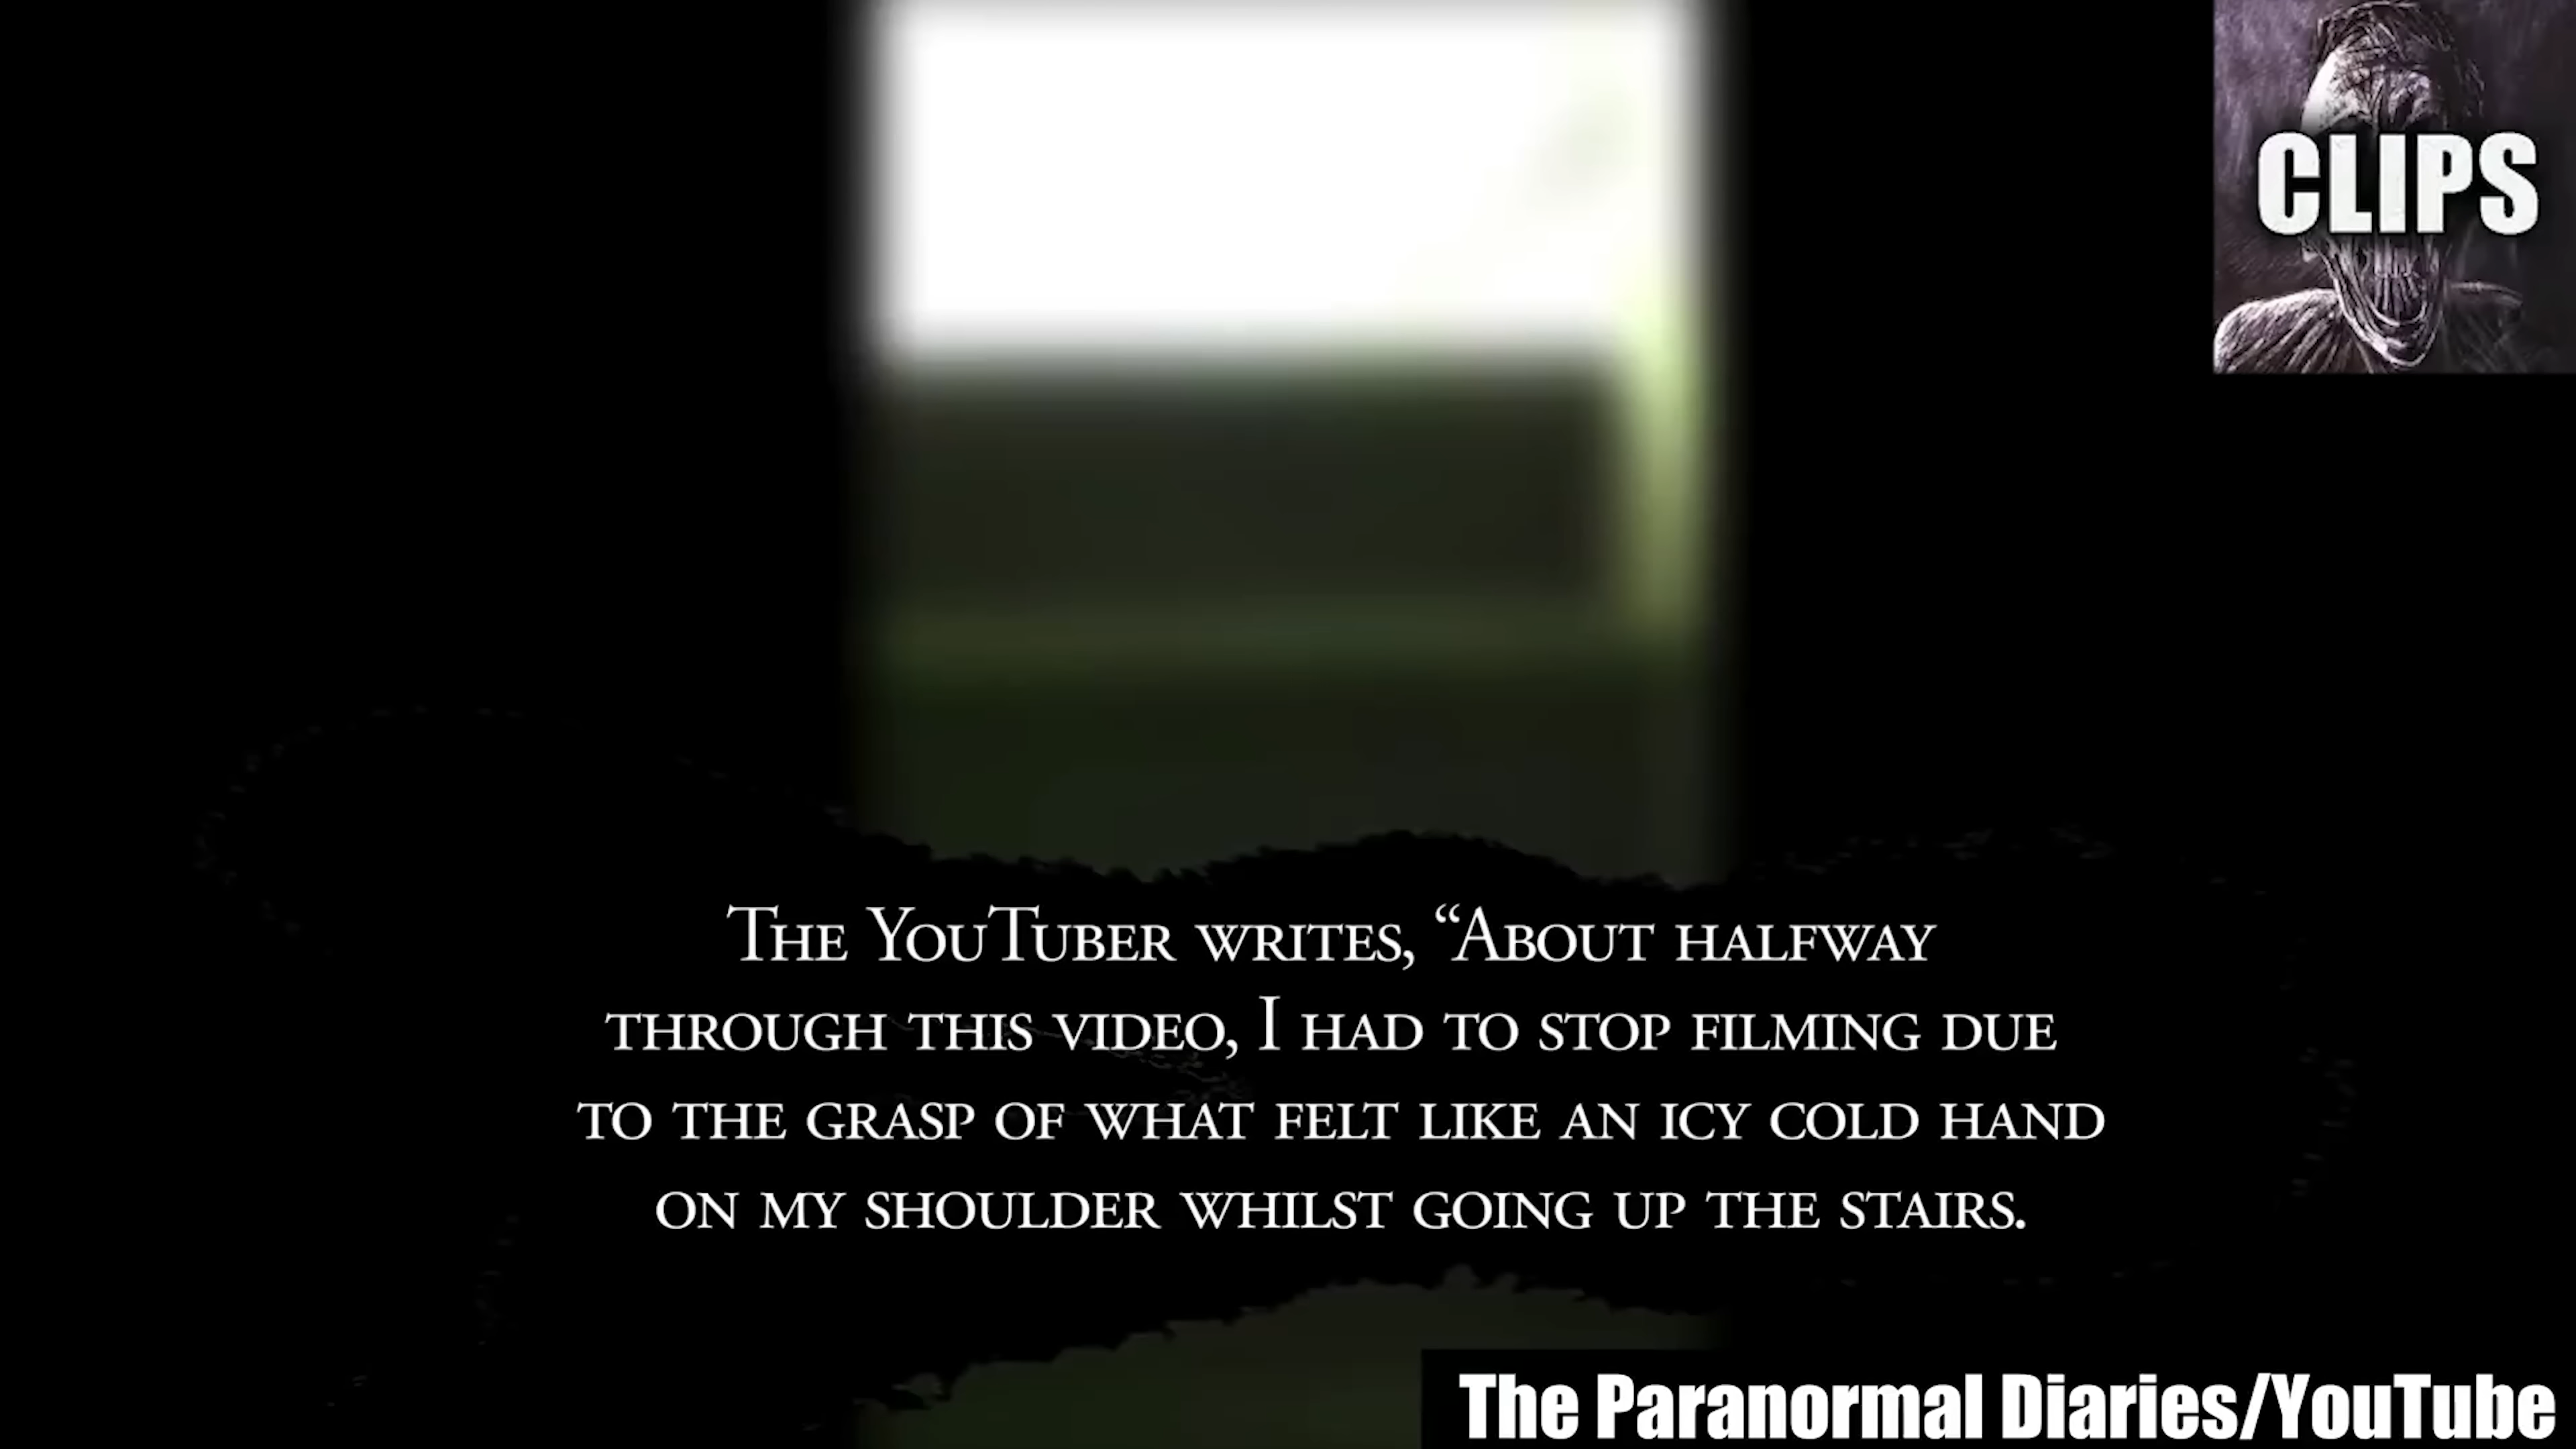 CLIPS
THE YOUTUBER WRITES, “ABOUT HALFWAY
THROUGH THIS VIDEO, I HAD TO STOP FILMING DUE
TO THE GRASP OF WHAT FELT LIKE AN ICY COLD HAND
ON MY SHOULDER WHILST GOING UP THE STAIRS.
The Paranormal Diaries/YouTube